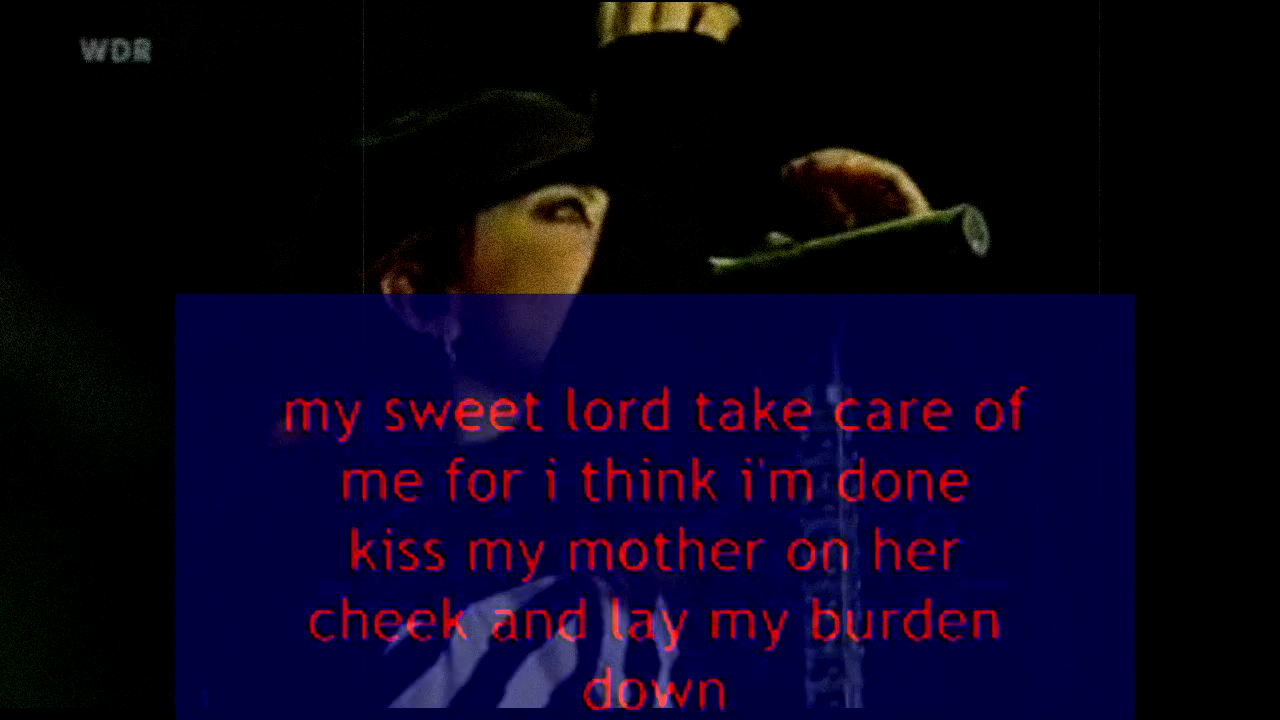 WDR
my sweet lord take care of
me for i think i'm done
kiss my mother on her
cheek and lay my burden
down